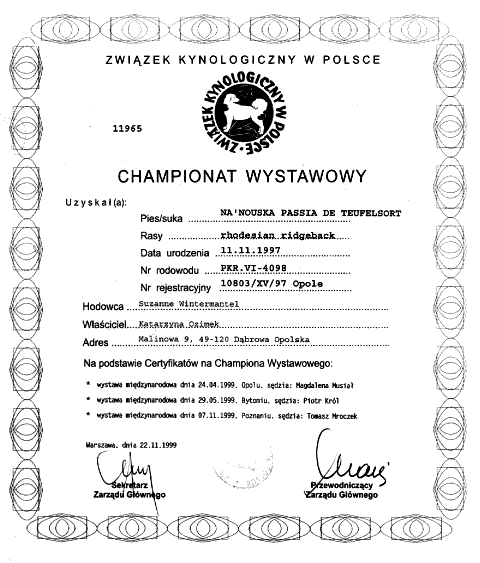 ZWIĄZEK KYNOLOGICZNY W POLSCE
ZWIĄZEK KYNOLOGICZNY W POLSCE
11965
CHAMPIONAT WYSTAWOWY
Uzyskał(a):
Pies/suka NA'NOUSKA PASSIA DE TEUFELSORT
Rasy rhodesian ridgeback
Data urodzenia 11.11.1997
Nr rodowodu PKR.VI-4098
Nr rejestracyjny 10803/XV/97 Opole
Hodowca Suzanne Wintermantel
Właściciel Katarzyna Ozimek
Adres Malinowa 9, 49-120 Dąbrowa Opolska
Na podstawie Certyfikatów na Championa Wystawowego:
* wystawa międzynarodowa dnia 24.04.1999, Opolu, sędzia: Magdalena Musiał
* wystawa międzynarodowa dnia 29.05.1999, Bytomiu, sędzia: Piotr Król
* wystawa międzynarodowa dnia 07.11.1999, Poznaniu, sędzia: Tomasz Mroczek
Warszawa, dnia 22.11.1999
Sekretarz
Zarządu Głównego
Przewodniczący
Zarządu Głównego